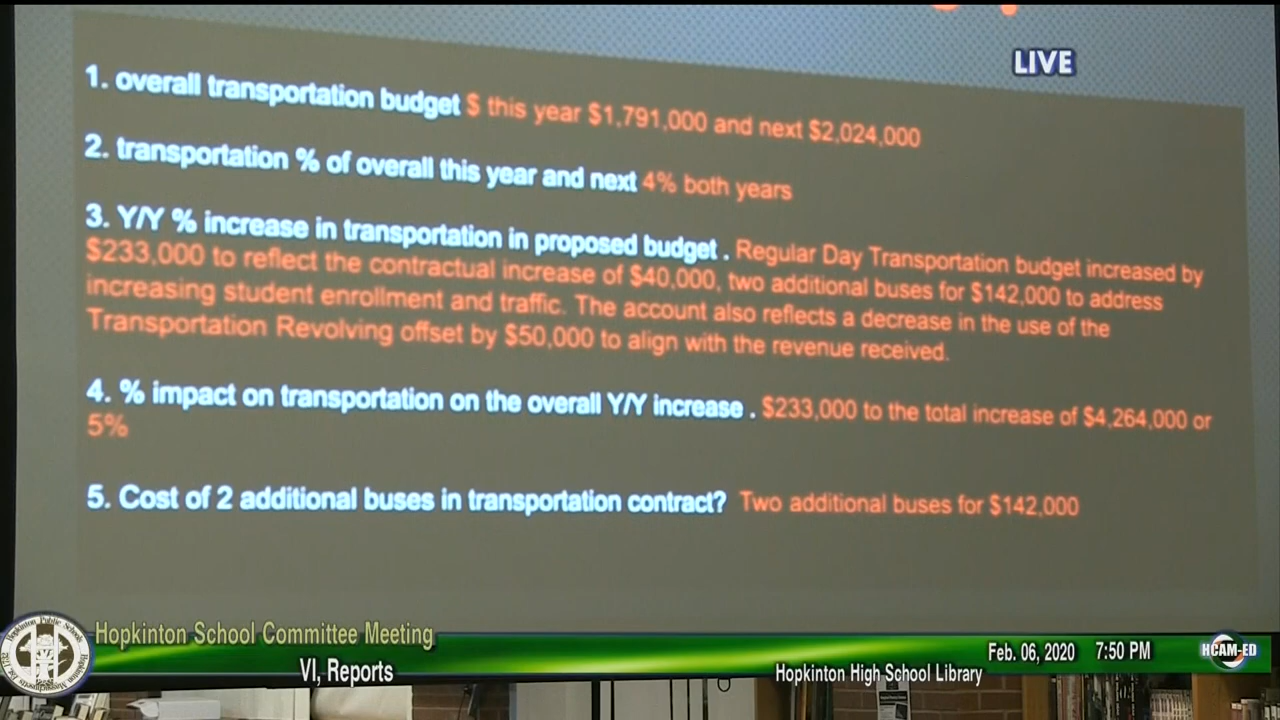 LIVE
1. overall transportation budget $ this year $1,791,000 and next $2,024,000
2. transportation % of overall this year and next 4% both years
3. Y/Y % increase in transportation in proposed budget . Regular Day Transportation budget increased by
$233,000 to reflect the contractual increase of $40,000, two additional buses for $142,000 to address
increasing student enrollment and traffic. The account also reflects a decrease in the use of the
Transportation Revolving offset by $50,000 to align with the revenue received.
4. % impact on transportation on the overall Y/Y increase . $233,000 to the total increase of $4,264,000 or
5%
5. Cost of 2 additional buses in transportation contract? Two additional buses for $142,000
Hopkinton School Committee Meeting
VI, Reports
Hopkinton High School Library
Feb. 06, 2020 7:50 PM
HCAM-ED
Hopkinton Public Schools